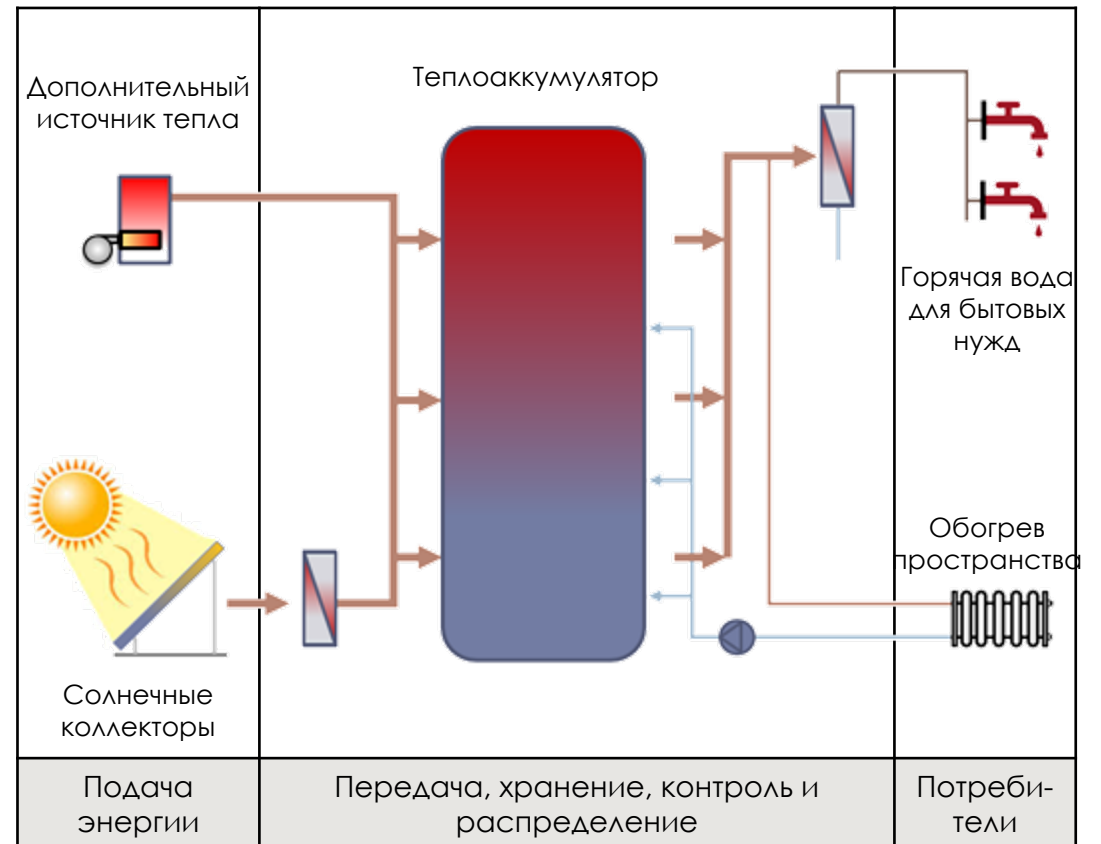 Дополнительный
источник тепла
Теплоаккумулятор
Горячая вода
для бытовых
нужд
Обогрев
пространства
Солнечные
коллекторы
Подача
энергии
Передача, хранение, контроль и
распределение
Потреби-
тели